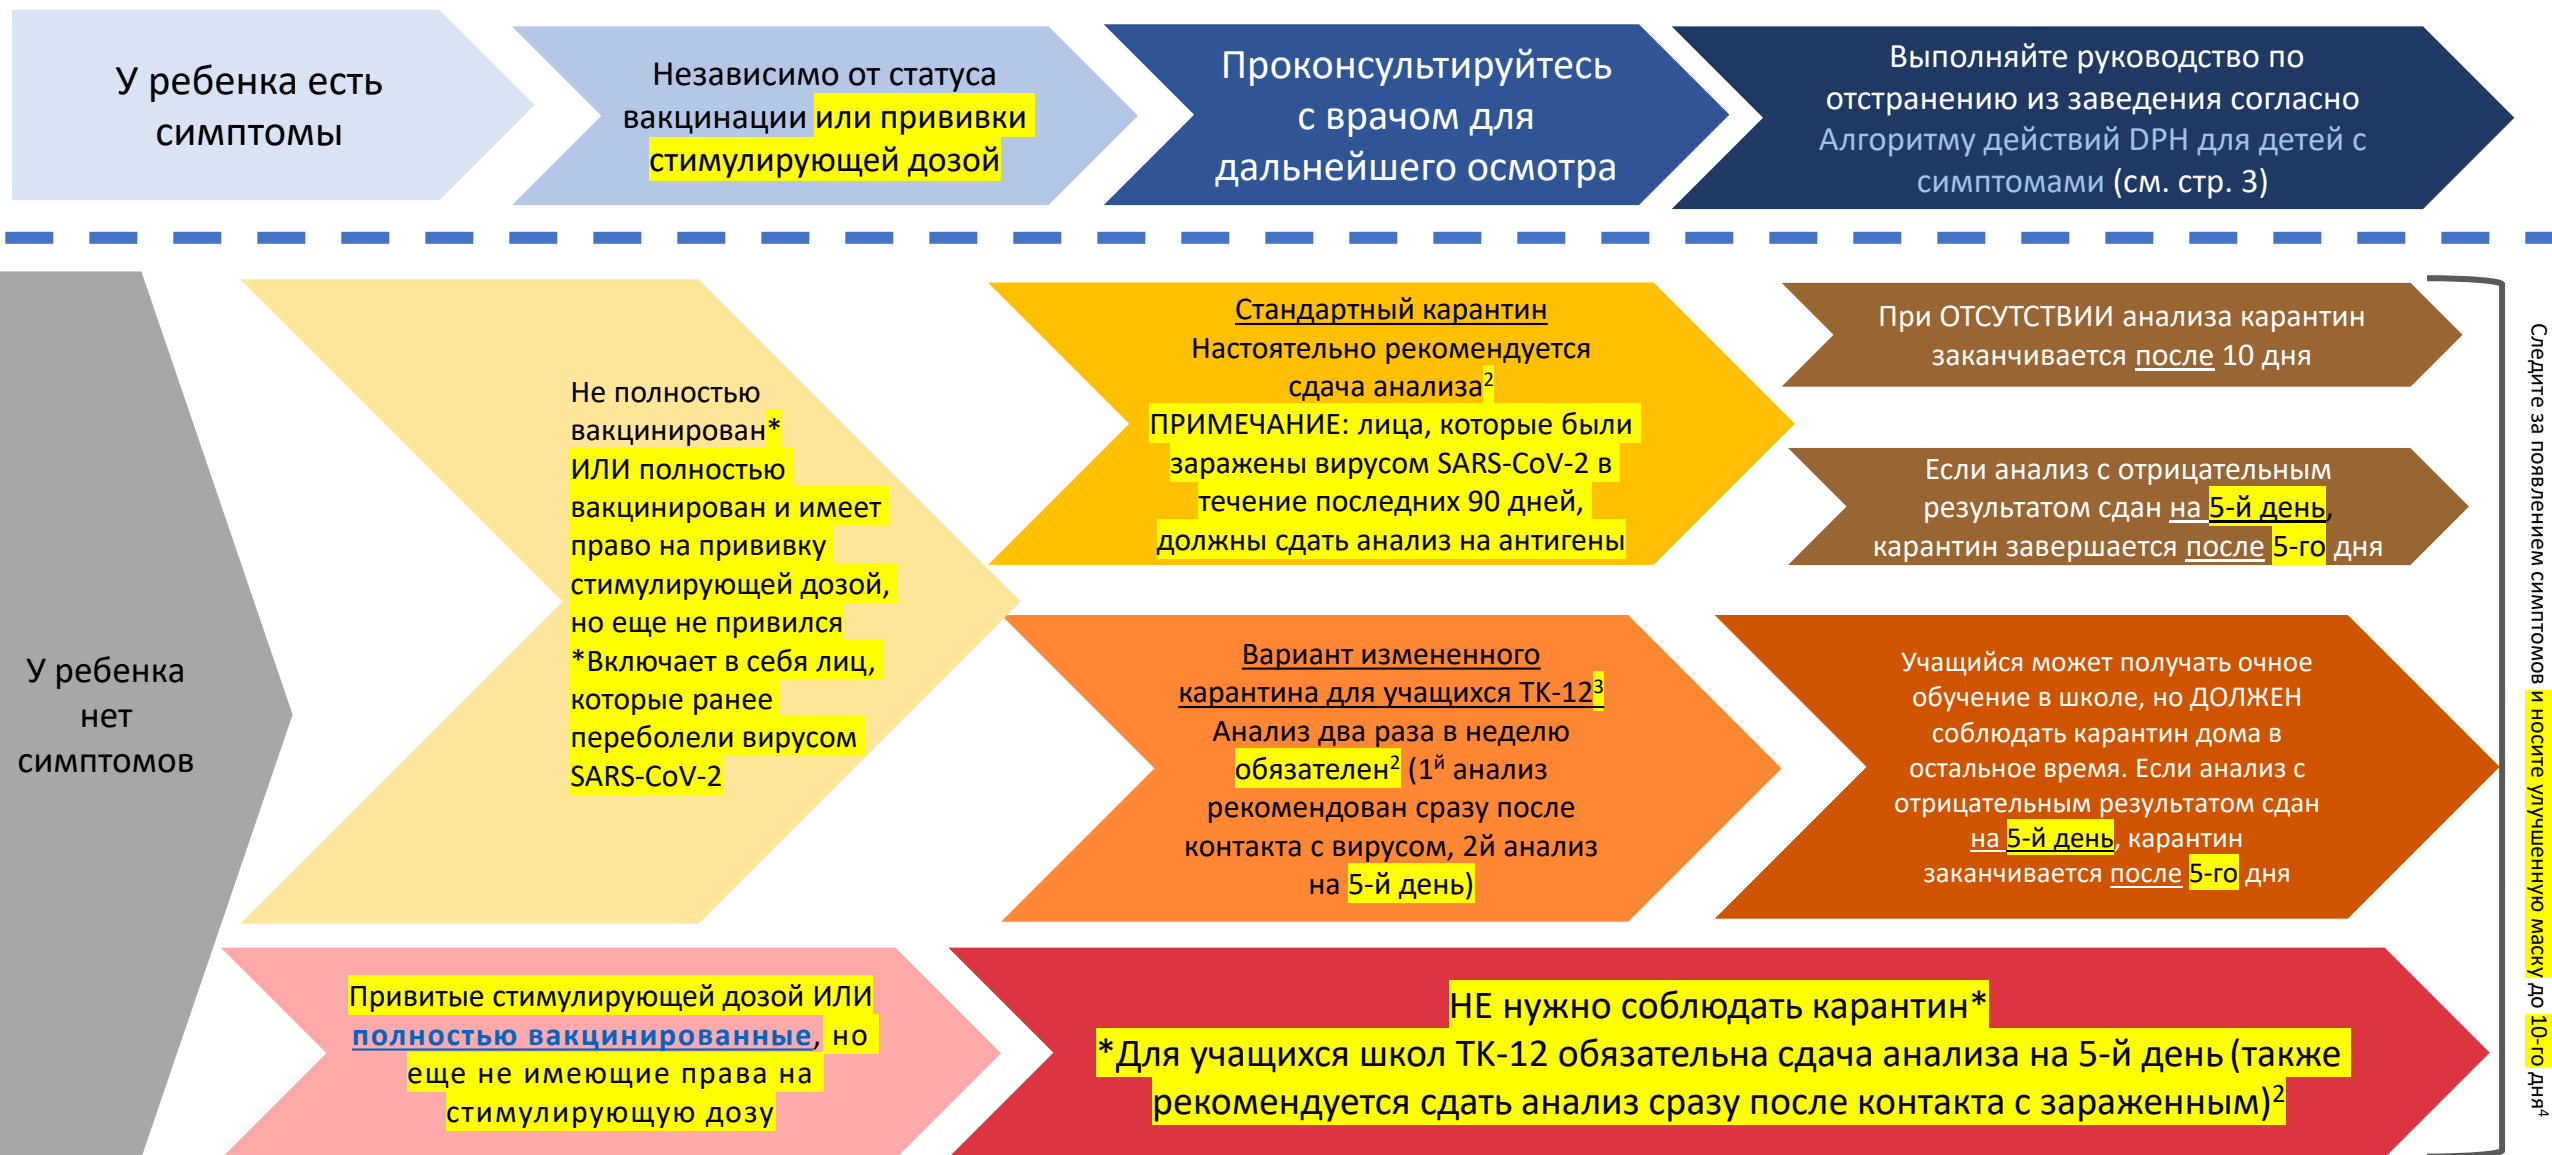 У ребенка есть
симптомы
Независимо от статуса
вакцинации или прививки
стимулирующей дозой
Проконсультируйтесь
с врачом для
дальнейшего осмотра
Выполняйте руководство по
отстранению из заведения согласно
Алгоритму действий DPH для детей с
симптомами (см. стр. 3)
У ребенка
нет
симптомов
Не полностью
вакцинирован*
ИЛИ полностью
вакцинирован и имеет
право на прививку
стимулирующей дозой,
но еще не привился
*Включает в себя лиц,
которые ранее
переболели вирусом
SARS-CoV-2
Стандартный карантин
Настоятельно рекомендуется
сдача анализа²
ПРИМЕЧАНИЕ: лица, которые были
заражены вирусом SARS-CoV-2 в
течение последних 90 дней,
должны сдать анализ на антигены
При ОТСУТСТВИИ анализа карантин
заканчивается после 10 дня
Если анализ с отрицательным
результатом сдан на 5-й день,
карантин завершается после 5-го дня
Вариант измененного
карантина для учащихся TK-12³
Анализ два раза в неделю
обязателен² (1й анализ
рекомендован сразу после
контакта с вирусом, 2й анализ
на 5-й день)
Учащийся может получать очное
обучение в школе, но ДОЛЖЕН
соблюдать карантин дома в
остальное время. Если анализ с
отрицательным результатом сдан
на 5-й день, карантин
заканчивается после 5-го дня
Привитые стимулирующей дозой ИЛИ
полностью вакцинированные, но
еще не имеющие права на
стимулирующую дозу
НЕ нужно соблюдать карантин*
*Для учащихся школ TK-12 обязательна сдача анализа на 5-й день (также
рекомендуется сдать анализ сразу после контакта с зараженным)²
Следите за появлением симптомов и носите улучшенную маску до 10-го дня⁴